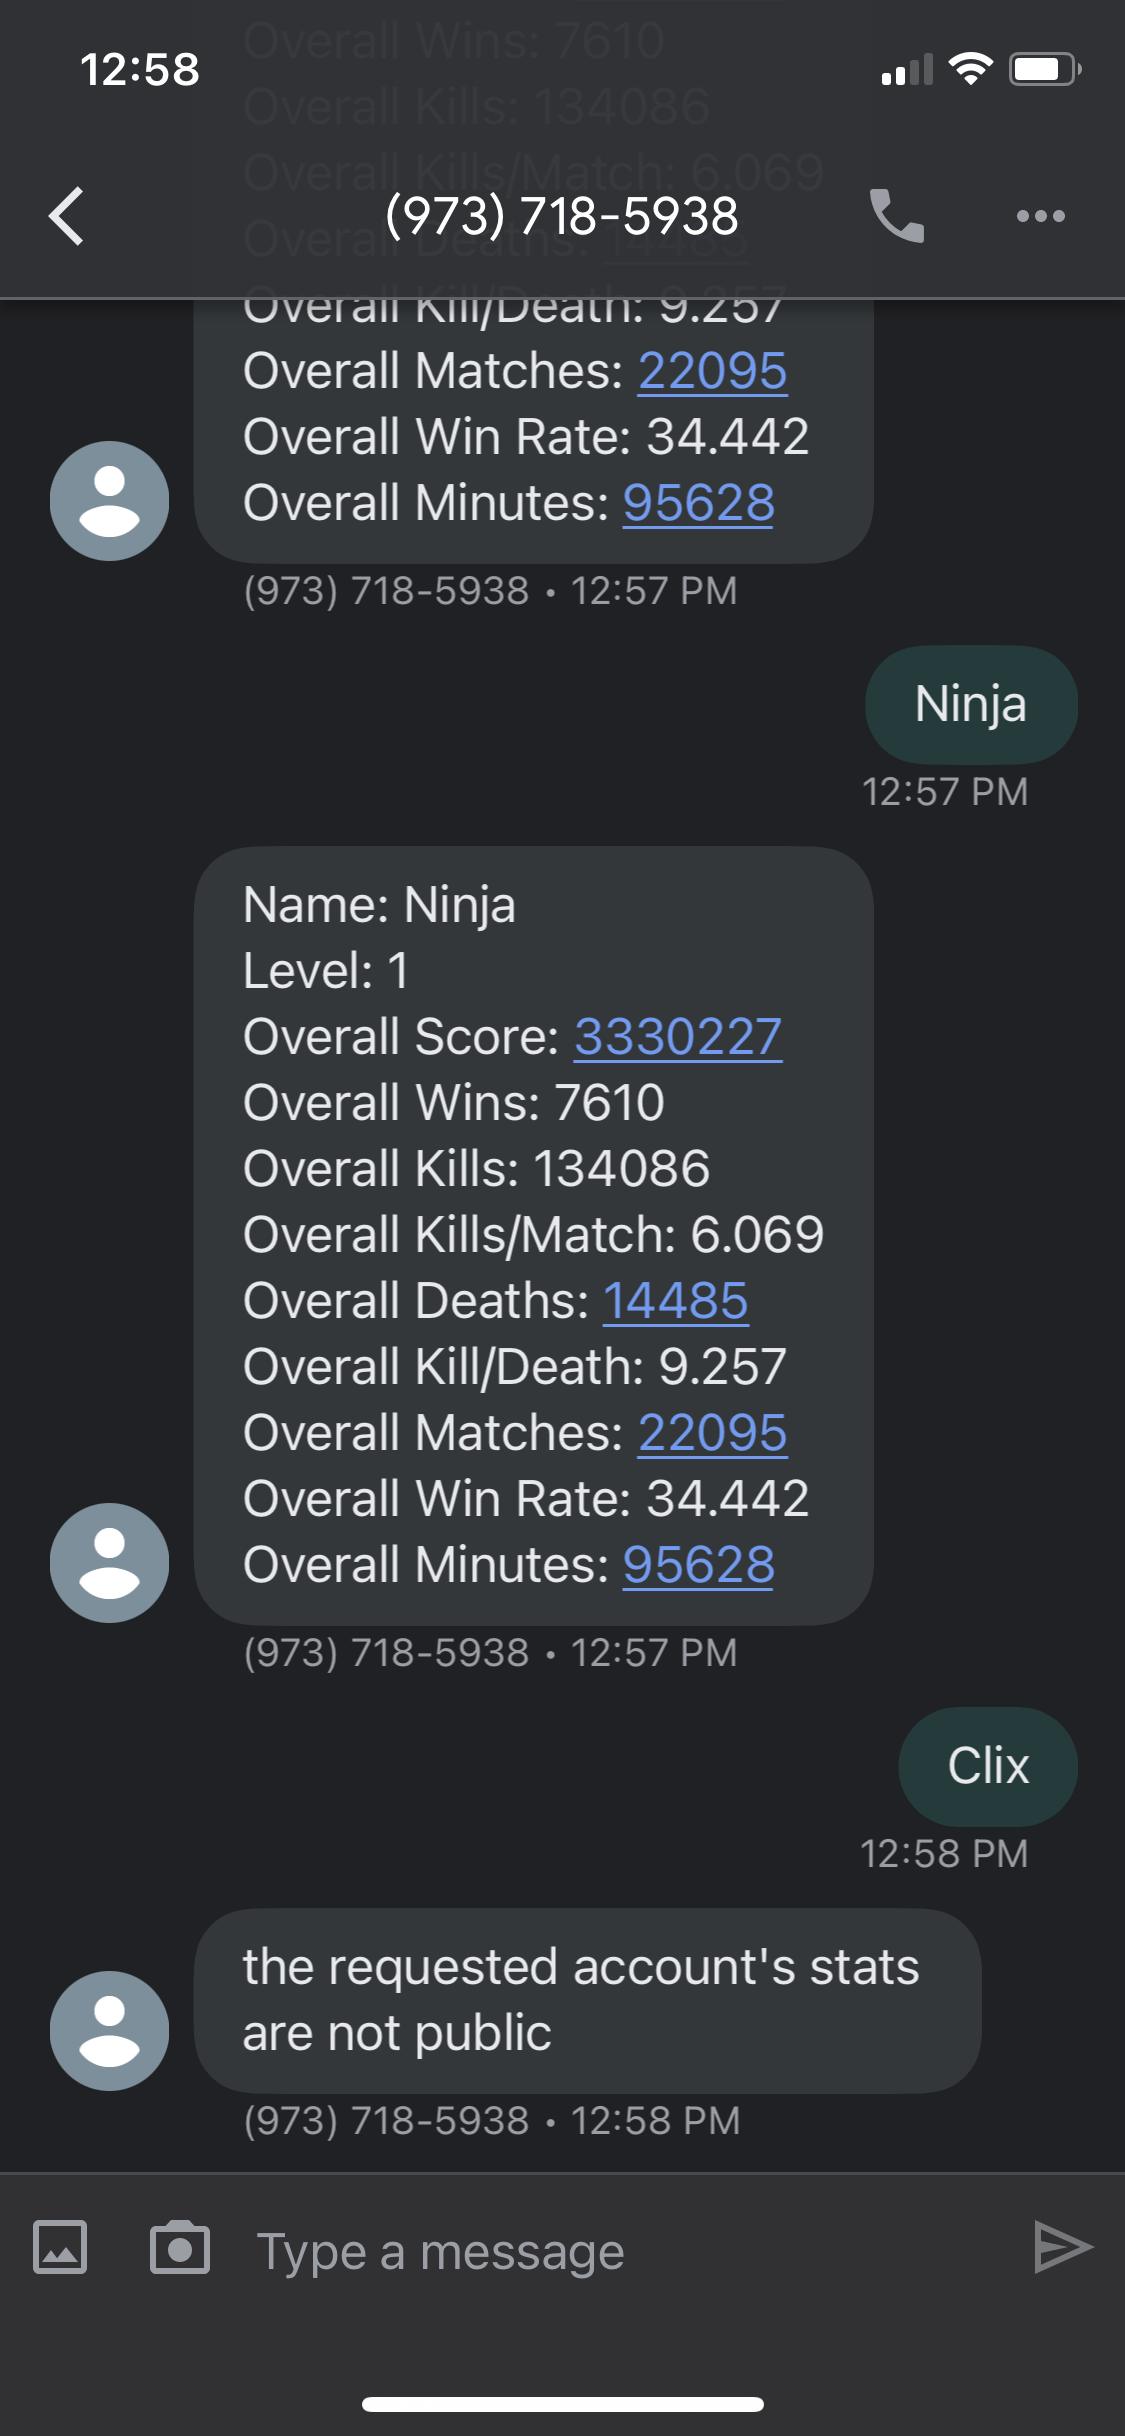 Overall Wins: 7610
12:58
Overall Kills: 134086
Overall Kills/Match: 6.069
(973) 718-5938
Overall Deaths: 14485
Overall Kill/Death: 9.257
Overall Matches: 22095
Overall Win Rate: 34.442
Overall Minutes: 95628
(973) 718-5938 • 12:57 PM
Ninja
12:57 PM
Name: Ninja
Level: 1
Overall Score: 3330227
Overall Wins: 7610
Overall Kills: 134086
Overall Kills/Match: 6.069
Overall Deaths: 14485
Overall Kill/Death: 9.257
Overall Matches: 22095
Overall Win Rate: 34.442
Overall Minutes: 95628
(973) 718-5938 • 12:57 PM
Clix
12:58 PM
the requested account's stats
are not public
(973) 718-5938 • 12:58 PM
Type a message